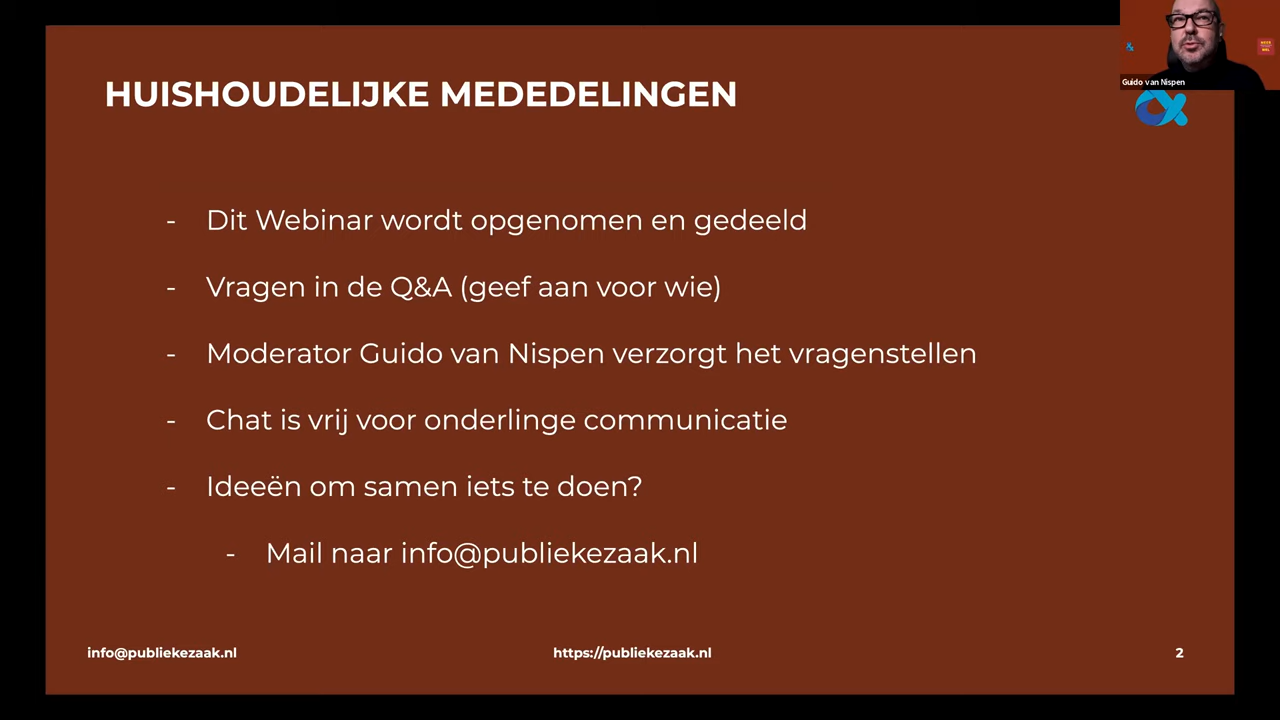 HUISHOUDELIJKE MEDEDELINGEN
Guido van Nispen
- Dit Webinar wordt opgenomen en gedeeld
- Vragen in de Q&A (geef aan voor wie)
- Moderator Guido van Nispen verzorgt het vragenstellen
- Chat is vrij voor onderlinge communicatie
- Ideeën om samen iets te doen?
- Mail naar info@publiekezaak.nl
info@publiekezaak.nl
https://publiekezaak.nl
2